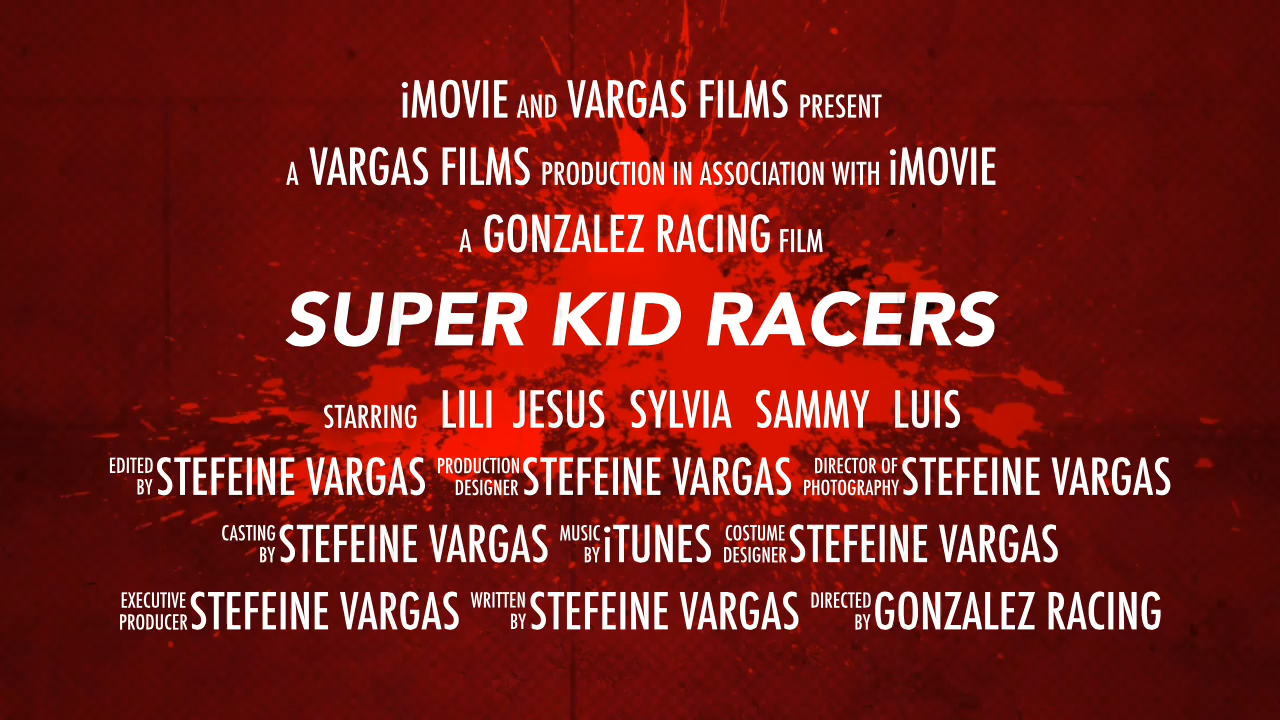 iMOVIE AND VARGAS FILMS PRESENT
A VARGAS FILMS PRODUCTION IN ASSOCIATION WITH iMOVIE
A GONZALEZ RACING FILM
SUPER KID RACERS
STARRING LILI JESUS SYLVIA SAMMY LUIS
EDITED BY STEFEINE VARGAS PRODUCTION DESIGNER STEFEINE VARGAS DIRECTOR OF PHOTOGRAPHY STEFEINE VARGAS
CASTING BY STEFEINE VARGAS MUSIC BY iTUNES COSTUME DESIGNER STEFEINE VARGAS
EXECUTIVE PRODUCER STEFEINE VARGAS WRITTEN BY STEFEINE VARGAS DIRECTED BY GONZALEZ RACING